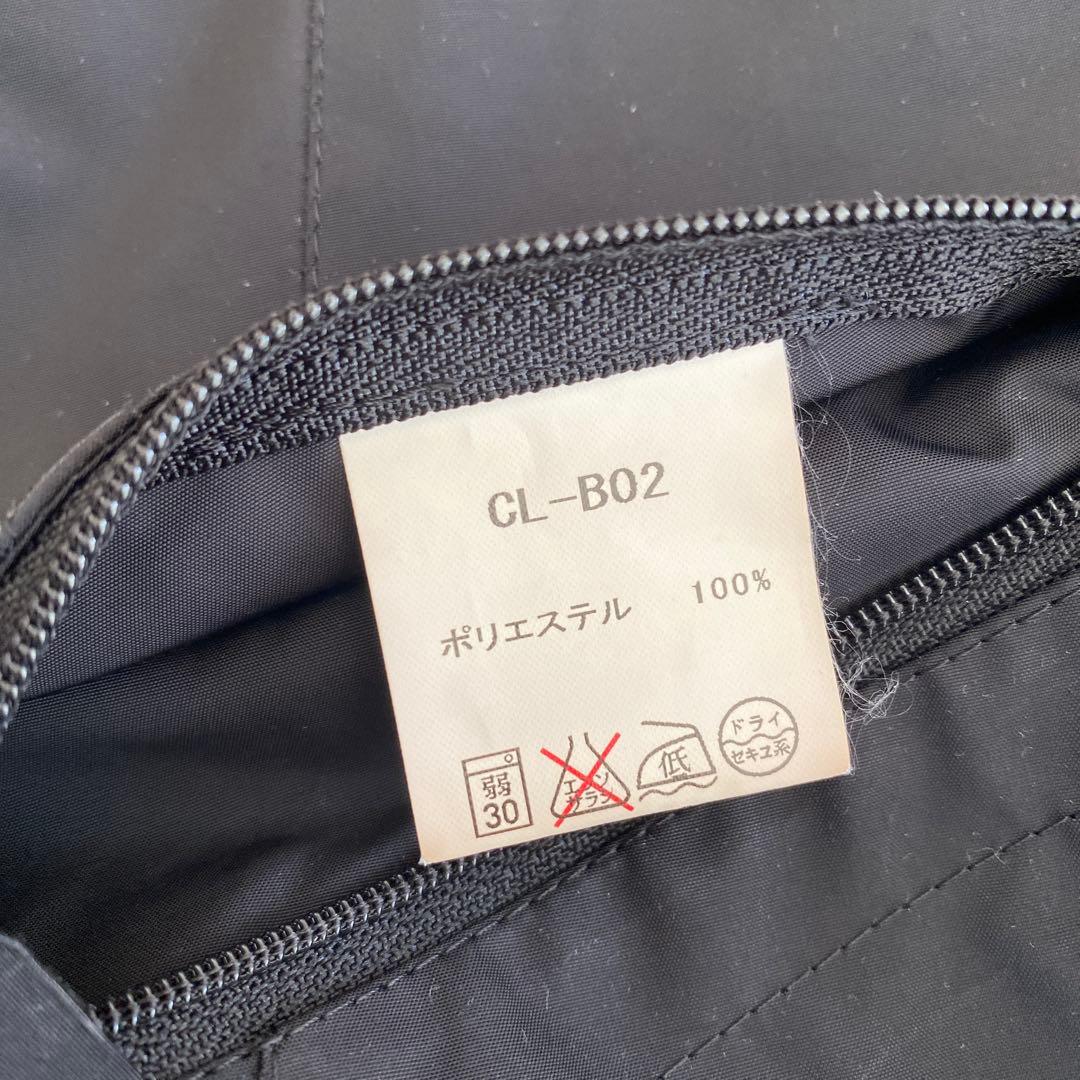 CL-B02
ポリエステル 100%
弱
30
エンソ
サラシ
低
ドライ
セキユ系